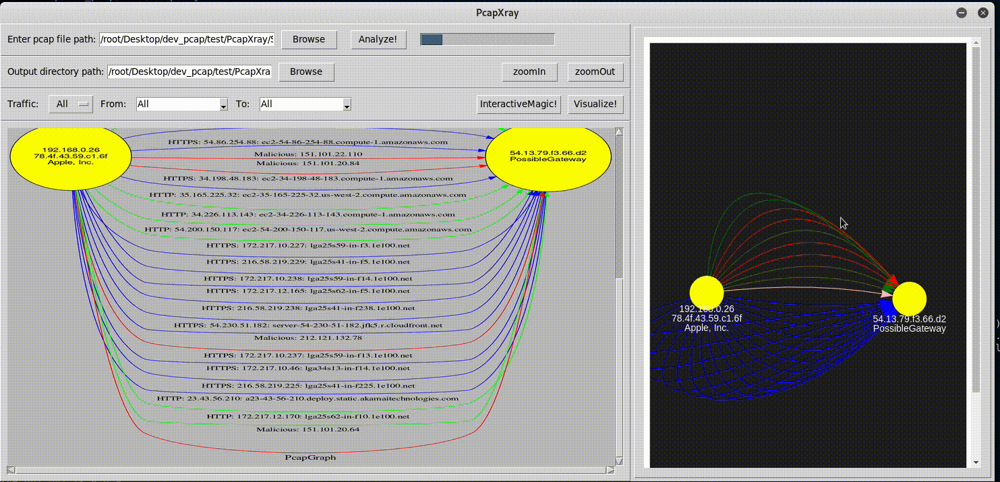 PcapXray
Enter pcap file path: /root/Desktop/dev_pcap/test/PcapXray/S Browse Analyze!
Output directory path: /root/Desktop/dev_pcap/test/PcapXra Browse zoomIn zoomOut
Traffic: All From: All To: All InteractiveMagic! Visualize!
192.168.0.26
78.4f.43.59.c1.6f
Apple, Inc.
54.13.79.f3.66.d2
PossibleGateway
HTTPS: 54.86.254.88: ec2-54-86-254-88.compute-1.amazonaws.com
Malicious: 151.101.22.110
Malicious: 151.101.20.84
HTTPS: 34.198.48.183: ec2-34-198-48-183.compute-1.amazonaws.com
HTTP: 35.165.225.32: ec2-35-165-225-32.us-west-2.compute.amazonaws.com
HTTP: 34.226.113.143: ec2-34-226-113-143.compute-1.amazonaws.com
HTTP: 54.200.150.117: ec2-54-200-150-117.us-west-2.compute.amazonaws.com
HTTPS: 172.217.10.227: lga25s59-in-f3.1e100.net
HTTPS: 216.58.219.229: lga25s41-in-f5.1e100.net
HTTPS: 172.217.10.238: lga25s59-in-f14.1e100.net
HTTPS: 172.217.12.165: lga25s62-in-f5.1e100.net
HTTPS: 216.58.219.238: lga25s41-in-f238.1e100.net
HTTPS: 54.230.51.182: server-54-230-51-182.jfk5.r.cloudfront.net
Malicious: 212.121.132.78
HTTPS: 172.217.10.237: lga25s59-in-f13.1e100.net
HTTPS: 172.217.10.46: lga34s13-in-f14.1e100.net
HTTPS: 216.58.219.225: lga25s41-in-f225.1e100.net
HTTP: 23.43.56.210: a23-43-56-210.deploy.static.akamaitechnologies.com
HTTP: 172.217.12.170: lga25s62-in-f10.1e100.net
Malicious: 151.101.20.64
PcapGraph
192.168.0.26
78.4f.43.59.c1.6f
Apple, Inc.
54.13.79.f3.66.d2
PossibleGateway